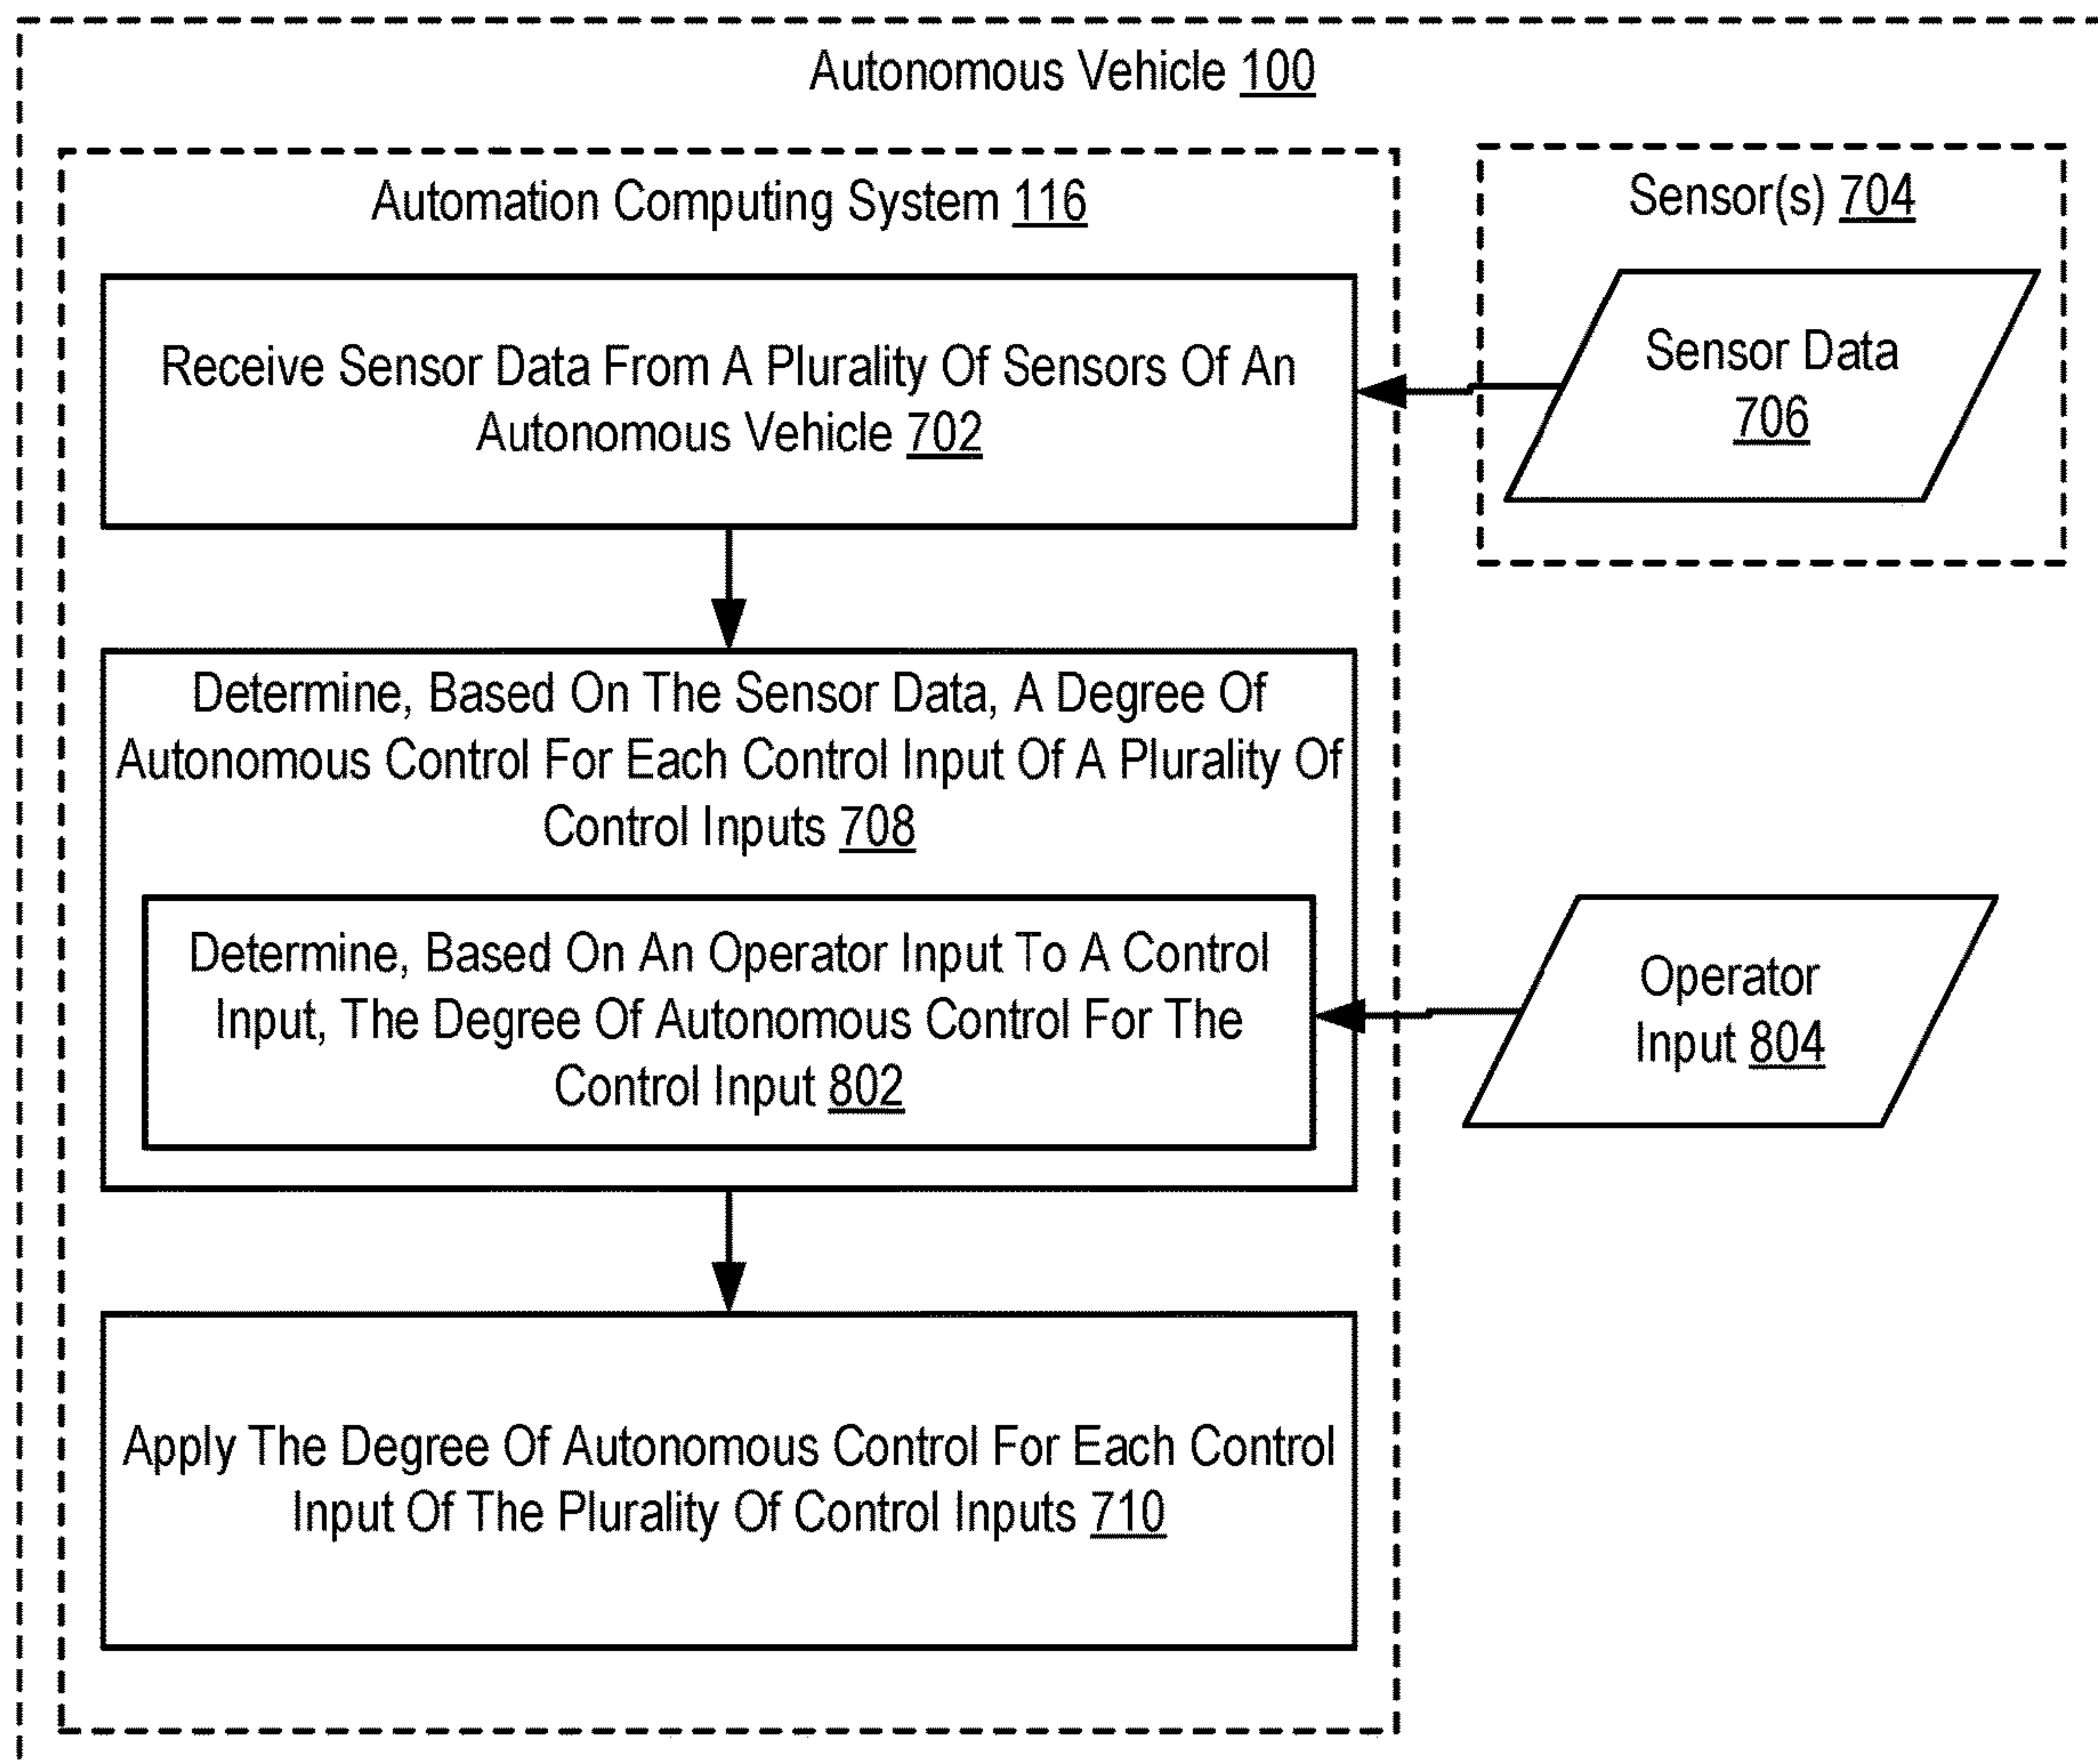 Autonomous Vehicle 100
Automation Computing System 116
Sensor(s) 704
Receive Sensor Data From A Plurality Of Sensors Of An
Autonomous Vehicle 702
Sensor Data
706
Determine, Based On The Sensor Data, A Degree Of
Autonomous Control For Each Control Input Of A Plurality Of
Control Inputs 708
Determine, Based On An Operator Input To A Control
Input, The Degree Of Autonomous Control For The
Control Input 802
Operator
Input 804
Apply The Degree Of Autonomous Control For Each Control
Input Of The Plurality Of Control Inputs 710